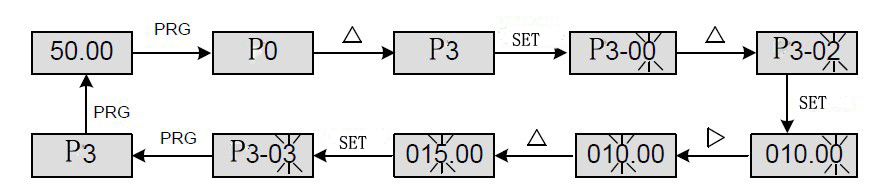 PRG SET
50.00 P0 △ P3 P3-00 △ P3-02
PRG SET
PRG SET ▷
P3 P3-03 015.00 △ 010.00 010.00